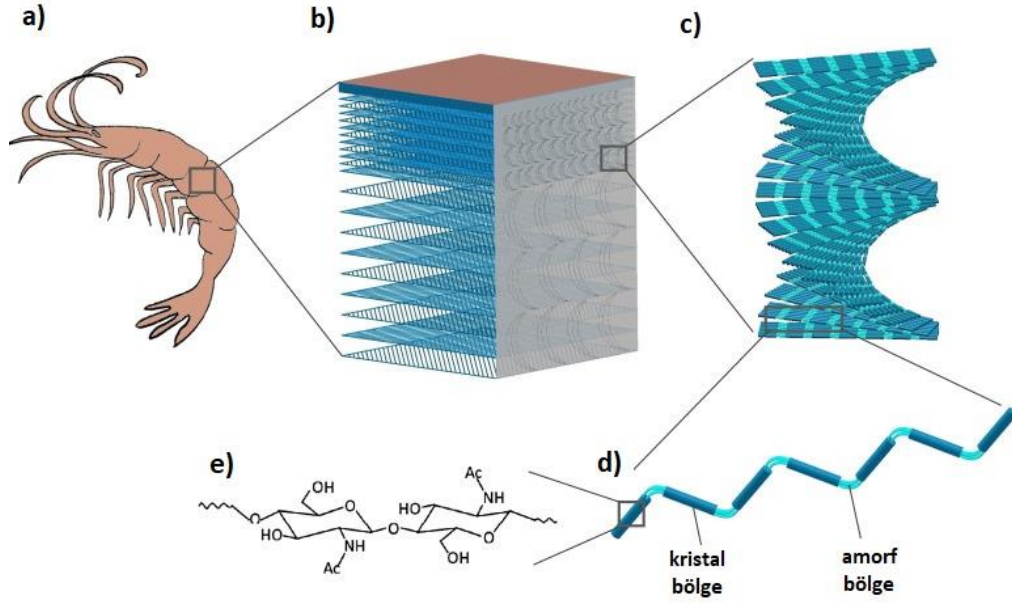 a)
b)
c)
e)
d)
Ac
NH
OH
O
HO
O
O
O
HO
NH
O
OH
Ac
kristal
bölge
amorf
bölge